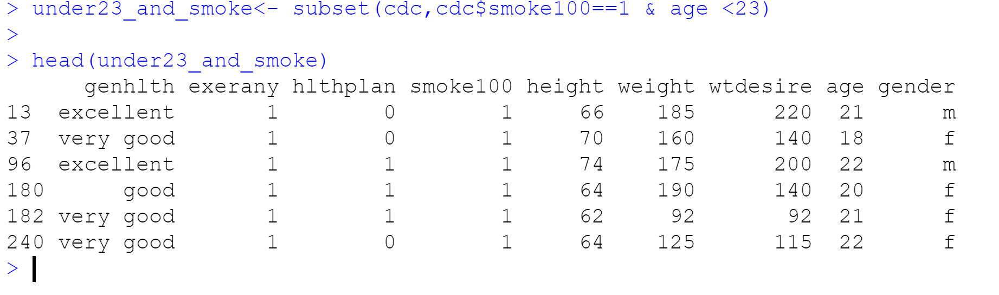 > under23_and_smoke<- subset(cdc,cdc$smoke100==1 & age <23)
>
> head(under23_and_smoke)
      genhlth exerany hlthplan smoke100 height weight wtdesire age gender
13  excellent       1        0        1     66    185      220  21      m
37  very good       1        0        1     70    160      140  18      f
96  excellent       1        1        1     74    175      200  22      m
180      good       1        1        1     64    190      140  20      f
182 very good       1        1        1     62     92       92  21      f
240 very good       1        0        1     64    125      115  22      f
>